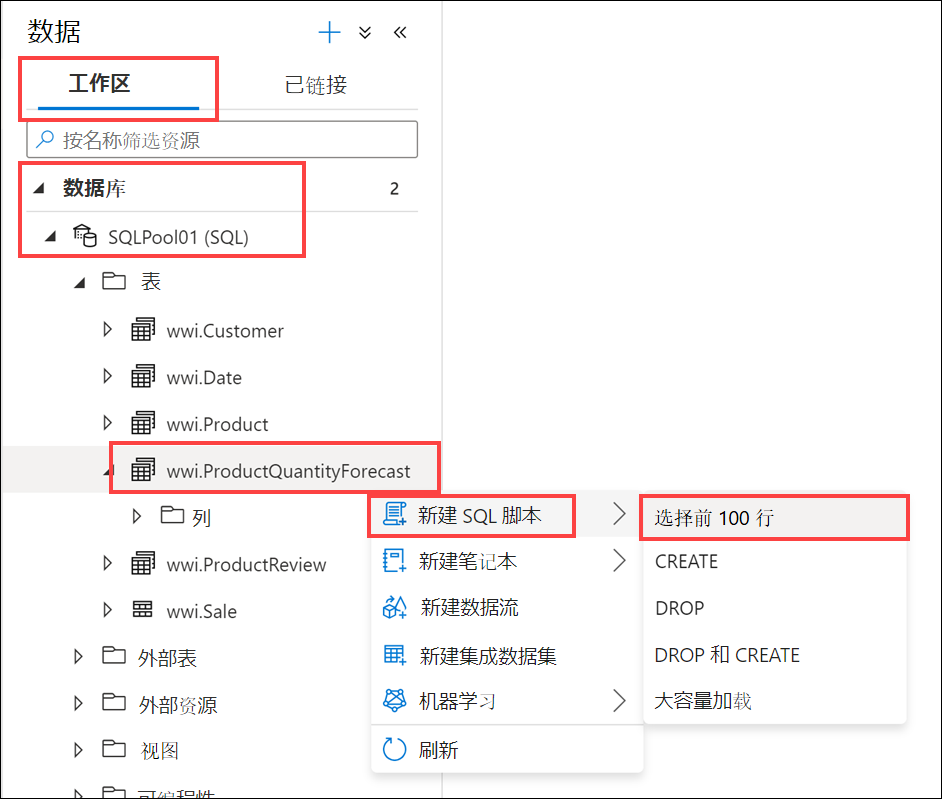 数据
工作区
已链接
按名称筛选资源
数据库 2
SQLPool01 (SQL)
表
wwi.Customer
wwi.Date
wwi.Product
wwi.ProductQuantityForecast
列
wwi.ProductReview
wwi.Sale
外部表
外部资源
视图
可编程性
新建 SQL 脚本
新建笔记本
新建数据流
新建集成数据集
机器学习
刷新
选择前 100 行
CREATE
DROP
DROP 和 CREATE
大容量加载